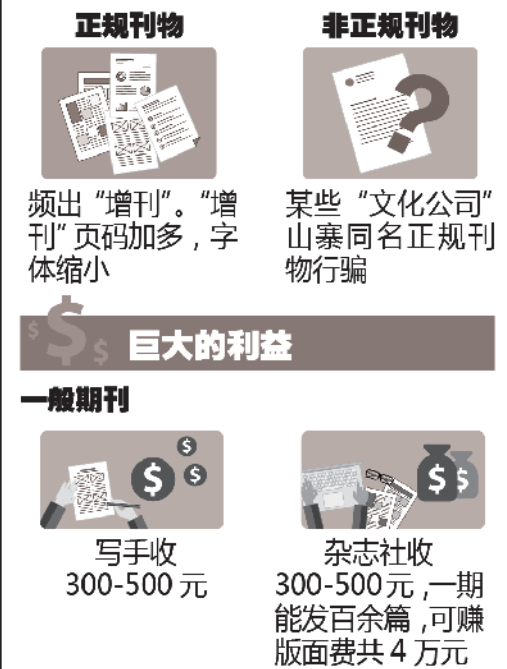 正规刊物
频出“增刊”。“增
刊”页码加多,字
体缩小
非正规刊物
某些“文化公司”
山寨同名正规刊
物行骗
$ $ $
巨大的利益
一般期刊
$ $ $
写手收
300-500元
$ $
杂志社收
300-500元,一期
能发百余篇,可赚
版面费共4万元